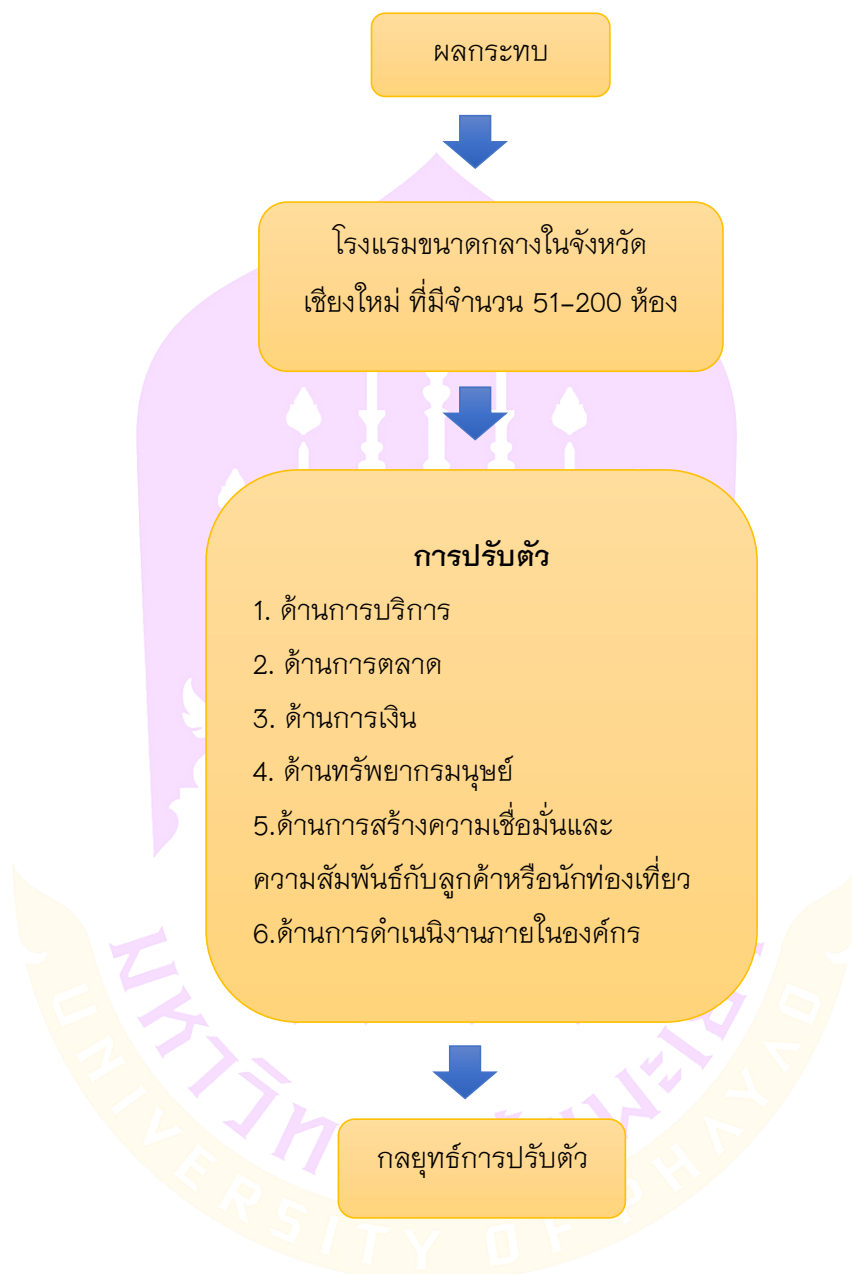 ผลกระทบ
โรงแรมขนาดกลางในจังหวัด
เชียงใหม่ ที่มีจำนวน 51-200 ห้อง
การปรับตัว
1. ด้านการบริการ
2. ด้านการตลาด
3. ด้านการเงิน
4. ด้านทรัพยากรมนุษย์
5.ด้านการสร้างความเชื่อมั่นและ
ความสัมพันธ์กับลูกค้าหรือนักท่องเที่ยว
6.ด้านการดำเนนิงานภายในองค์กร
กลยุทธ์การปรับตัว
UNIVERSITY OF PHAYAO